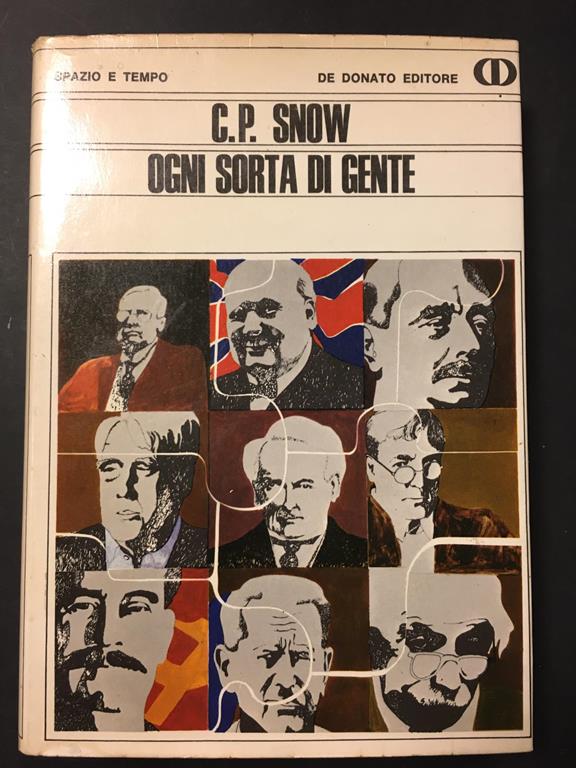 SPAZIO E TEMPO DE DONATO EDITORE
C.P. SNOW
OGNI SORTA DI GENTE